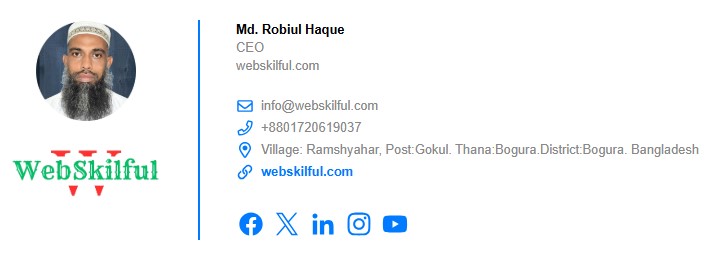 Md. Robiul Haque
CEO
webskilful.com
info@webskilful.com
+8801720619037
Village: Ramshyahar, Post:Gokul. Thana:Bogura.District:Bogura. Bangladesh
webskilful.com
W
WebSkilful